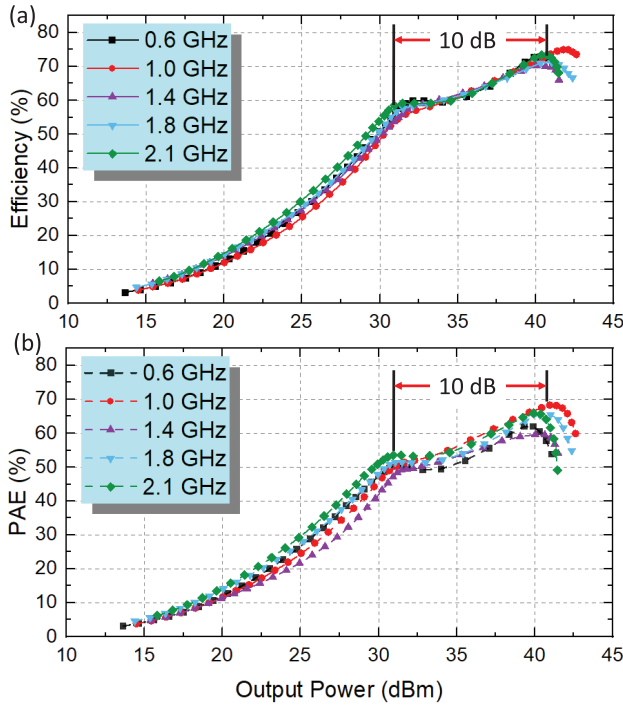 (a)
80
70
60
50
40
30
20
10
0
Efficiency (%)
0.6 GHz
1.0 GHz
1.4 GHz
1.8 GHz
2.1 GHz
10 dB
10 15 20 25 30 35 40 45
(b)
80
70
60
50
40
30
20
10
0
PAE (%)
0.6 GHz
1.0 GHz
1.4 GHz
1.8 GHz
2.1 GHz
10 dB
10 15 20 25 30 35 40 45
Output Power (dBm)